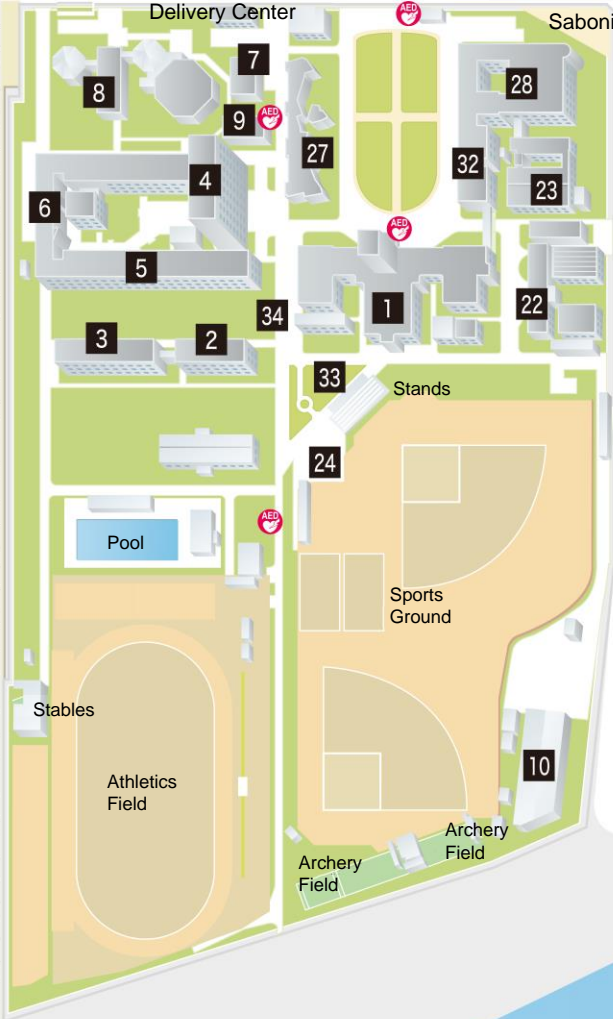 Delivery Center
AED
Saboni
7
8
28
9
AED
27
32
4
23
6
AED
5
1
22
34
3
2
33
Stands
24
AED
Pool
Sports
Ground
Stables
10
Athletics
Field
Archery
Field
Archery
Field